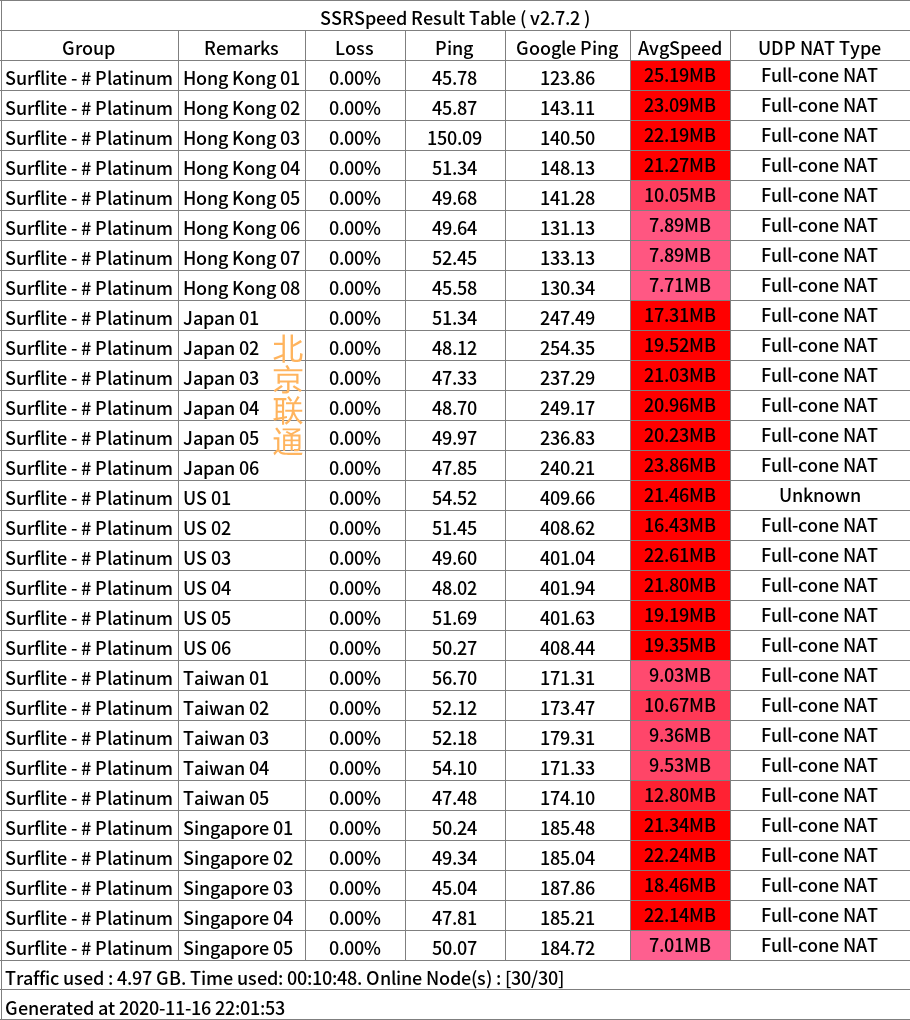 SSRSpeed Result Table ( v2.7.2 )
Group Remarks Loss Ping Google Ping AvgSpeed UDP NAT Type
Surflite - # Platinum Hong Kong 01 0.00% 45.78 123.86 25.19MB Full-cone NAT
Surflite - # Platinum Hong Kong 02 0.00% 45.87 143.11 23.09MB Full-cone NAT
Surflite - # Platinum Hong Kong 03 0.00% 150.09 140.50 22.19MB Full-cone NAT
Surflite - # Platinum Hong Kong 04 0.00% 51.34 148.13 21.27MB Full-cone NAT
Surflite - # Platinum Hong Kong 05 0.00% 49.68 141.28 10.05MB Full-cone NAT
Surflite - # Platinum Hong Kong 06 0.00% 49.64 131.13 7.89MB Full-cone NAT
Surflite - # Platinum Hong Kong 07 0.00% 52.45 133.13 7.89MB Full-cone NAT
Surflite - # Platinum Hong Kong 08 0.00% 45.58 130.34 7.71MB Full-cone NAT
Surflite - # Platinum Japan 01 0.00% 51.34 247.49 17.31MB Full-cone NAT
Surflite - # Platinum Japan 02 0.00% 48.12 254.35 19.52MB Full-cone NAT
Surflite - # Platinum Japan 03 0.00% 47.33 237.29 21.03MB Full-cone NAT
Surflite - # Platinum Japan 04 0.00% 48.70 249.17 20.96MB Full-cone NAT
Surflite - # Platinum Japan 05 0.00% 49.97 236.83 20.23MB Full-cone NAT
Surflite - # Platinum Japan 06 0.00% 47.85 240.21 23.86MB Full-cone NAT
Surflite - # Platinum US 01 0.00% 54.52 409.66 21.46MB Unknown
Surflite - # Platinum US 02 0.00% 51.45 408.62 16.43MB Full-cone NAT
Surflite - # Platinum US 03 0.00% 49.60 401.04 22.61MB Full-cone NAT
Surflite - # Platinum US 04 0.00% 48.02 401.94 21.80MB Full-cone NAT
Surflite - # Platinum US 05 0.00% 51.69 401.63 19.19MB Full-cone NAT
Surflite - # Platinum US 06 0.00% 50.27 408.44 19.35MB Full-cone NAT
Surflite - # Platinum Taiwan 01 0.00% 56.70 171.31 9.03MB Full-cone NAT
Surflite - # Platinum Taiwan 02 0.00% 52.12 173.47 10.67MB Full-cone NAT
Surflite - # Platinum Taiwan 03 0.00% 52.18 179.31 9.36MB Full-cone NAT
Surflite - # Platinum Taiwan 04 0.00% 54.10 171.33 9.53MB Full-cone NAT
Surflite - # Platinum Taiwan 05 0.00% 47.48 174.10 12.80MB Full-cone NAT
Surflite - # Platinum Singapore 01 0.00% 50.24 185.48 21.34MB Full-cone NAT
Surflite - # Platinum Singapore 02 0.00% 49.34 185.04 22.24MB Full-cone NAT
Surflite - # Platinum Singapore 03 0.00% 45.04 187.86 18.46MB Full-cone NAT
Surflite - # Platinum Singapore 04 0.00% 47.81 185.21 22.14MB Full-cone NAT
Surflite - # Platinum Singapore 05 0.00% 50.07 184.72 7.01MB Full-cone NAT
Traffic used : 4.97 GB. Time used: 00:10:48. Online Node(s) : [30/30]
Generated at 2020-11-16 22:01:53
北京联通